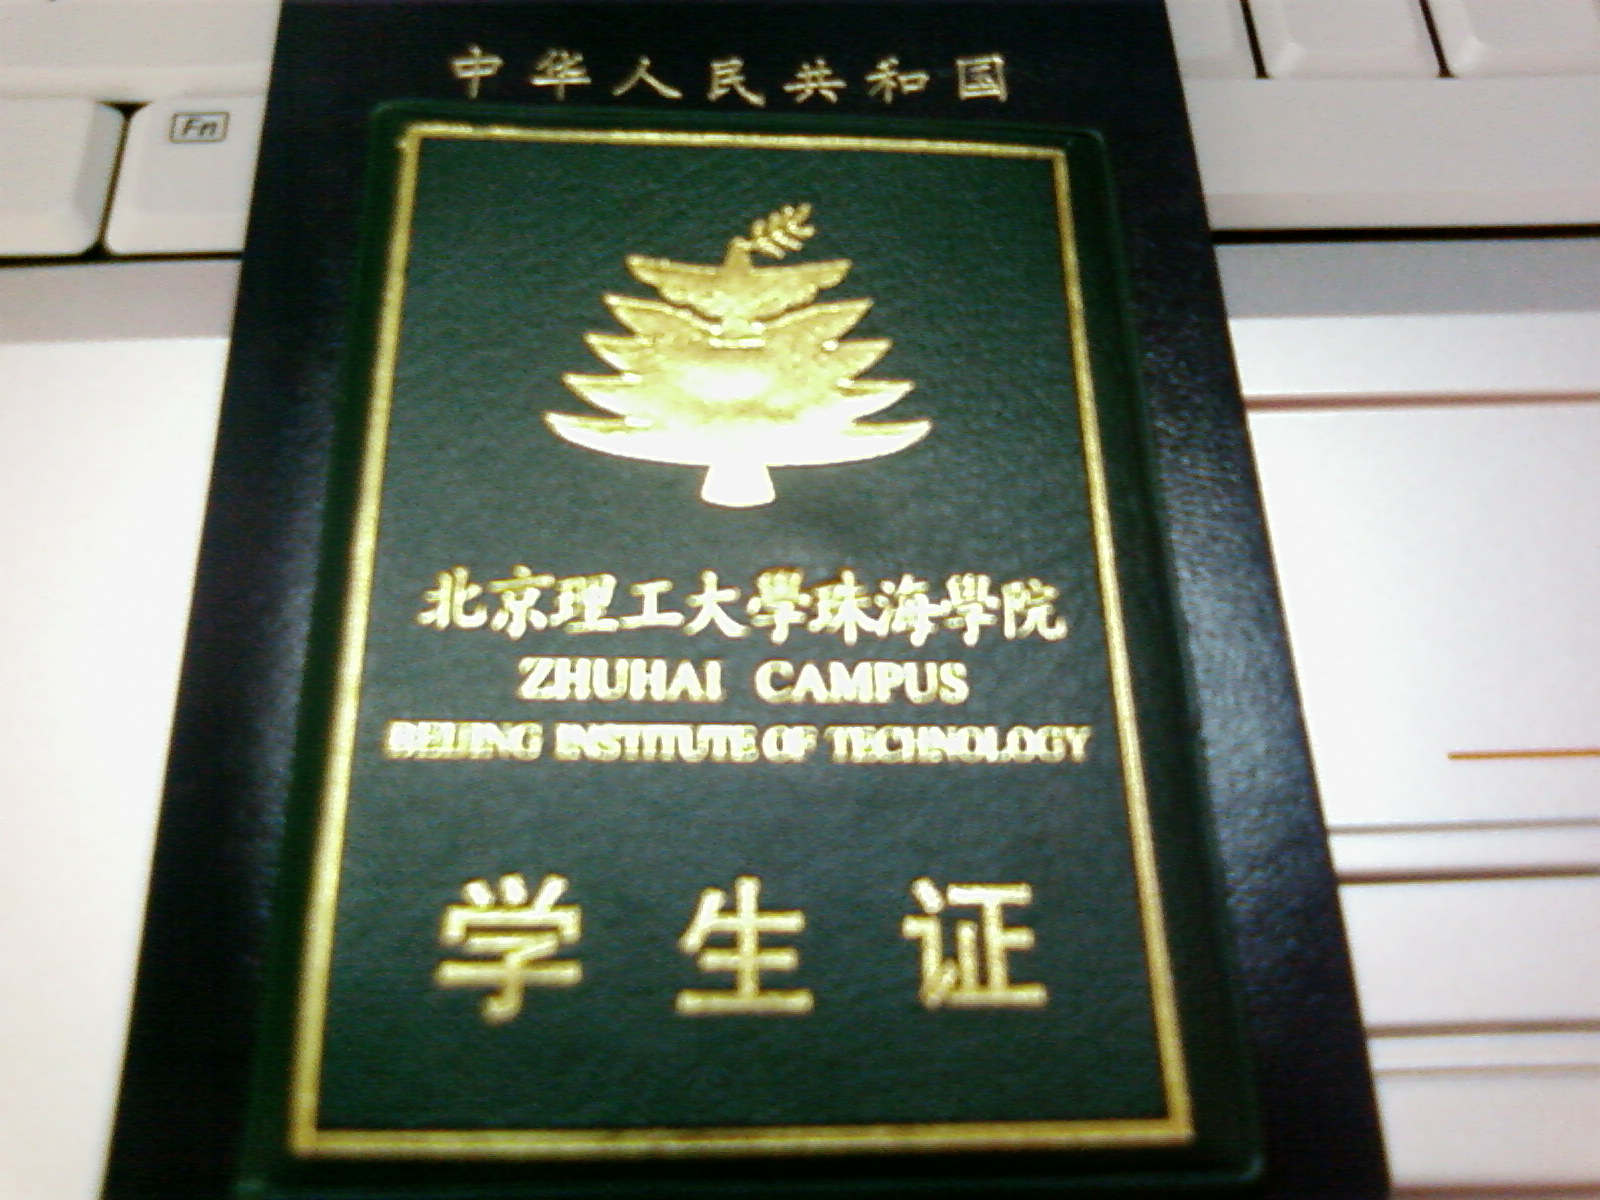 中华人民共和国
Fn
北京理工大學珠海學院
ZHUHAI CAMPUS
BEIJING INSTITUTE OF TECHNOLOGY
学生证